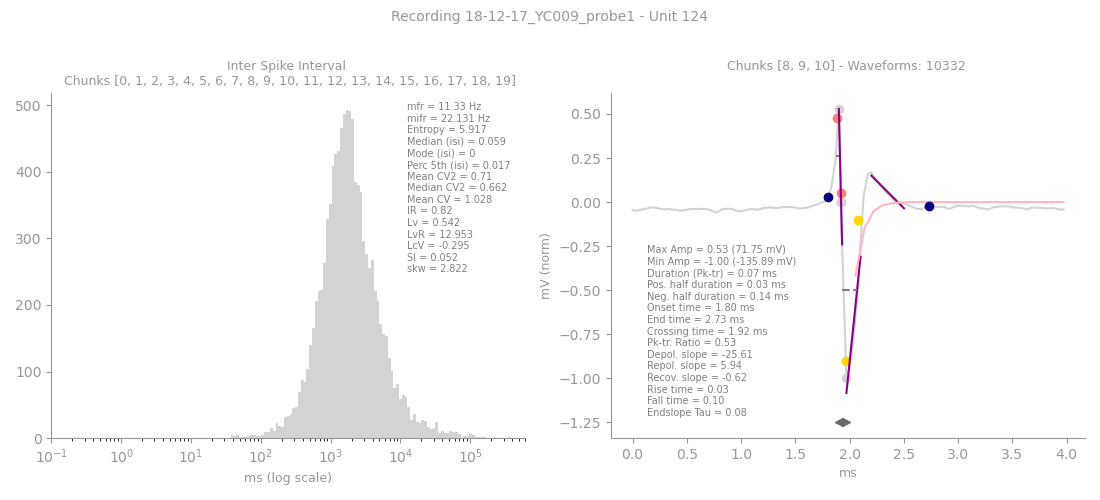 Recording 18-12-17_YC009_probe1 - Unit 124
Inter Spike Interval
Chunks [0, 1, 2, 3, 4, 5, 6, 7, 8, 9, 10, 11, 12, 13, 14, 15, 16, 17, 18, 19]
500
400
300
200
100
0
mfr = 11.33 Hz
mifr = 22.131 Hz
Entropy = 5.917
Median (isi) = 0.059
Mode (isi) = 0
Perc 5th (isi) = 0.017
Mean CV2 = 0.71
Median CV2 = 0.662
Mean CV = 1.028
IR = 0.82
Lv = 0.542
LvR = 12.953
LcV = -0.295
SI = 0.052
skw = 2.822
10⁻¹ 10⁰ 10¹ 10² 10³ 10⁴ 10⁵
ms (log scale)
Chunks [8, 9, 10] - Waveforms: 10332
mV (norm)
0.50
0.25
0.00
−0.25
−0.50
−0.75
−1.00
−1.25
Max Amp = 0.53 (71.75 mV)
Min Amp = -1.00 (-135.89 mV)
Duration (Pk-tr) = 0.07 ms
Pos. half duration = 0.03 ms
Neg. half duration = 0.14 ms
Onset time = 1.80 ms
End time = 2.73 ms
Crossing time = 1.92 ms
Pk-tr. Ratio = 0.53
Depol. slope = -25.61
Repol. slope = 5.94
Recov. slope = -0.62
Rise time = 0.03
Fall time = 0.10
Endslope Tau = 0.08
0.0 0.5 1.0 1.5 2.0 2.5 3.0 3.5 4.0
ms